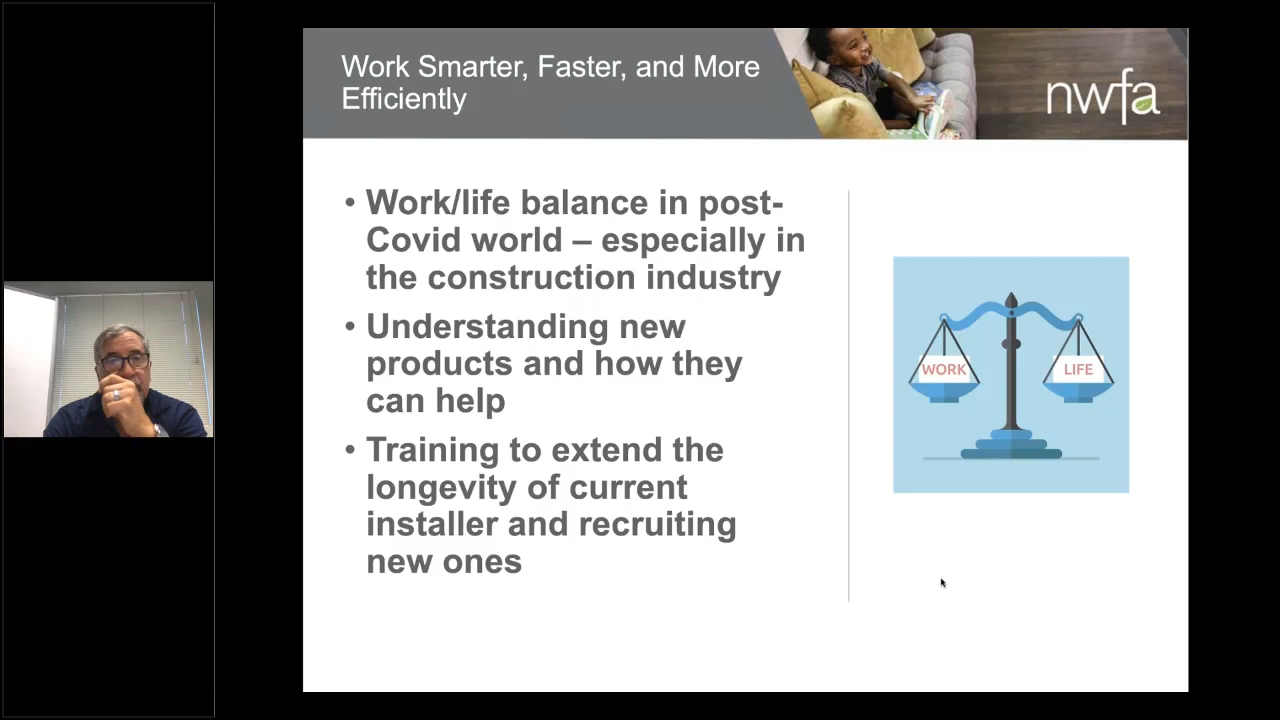 Work Smarter, Faster, and More
Efficiently
nwfa
• Work/life balance in post-
Covid world – especially in
the construction industry
• Understanding new
products and how they
can help
• Training to extend the
longevity of current
installer and recruiting
new ones
WORK
LIFE